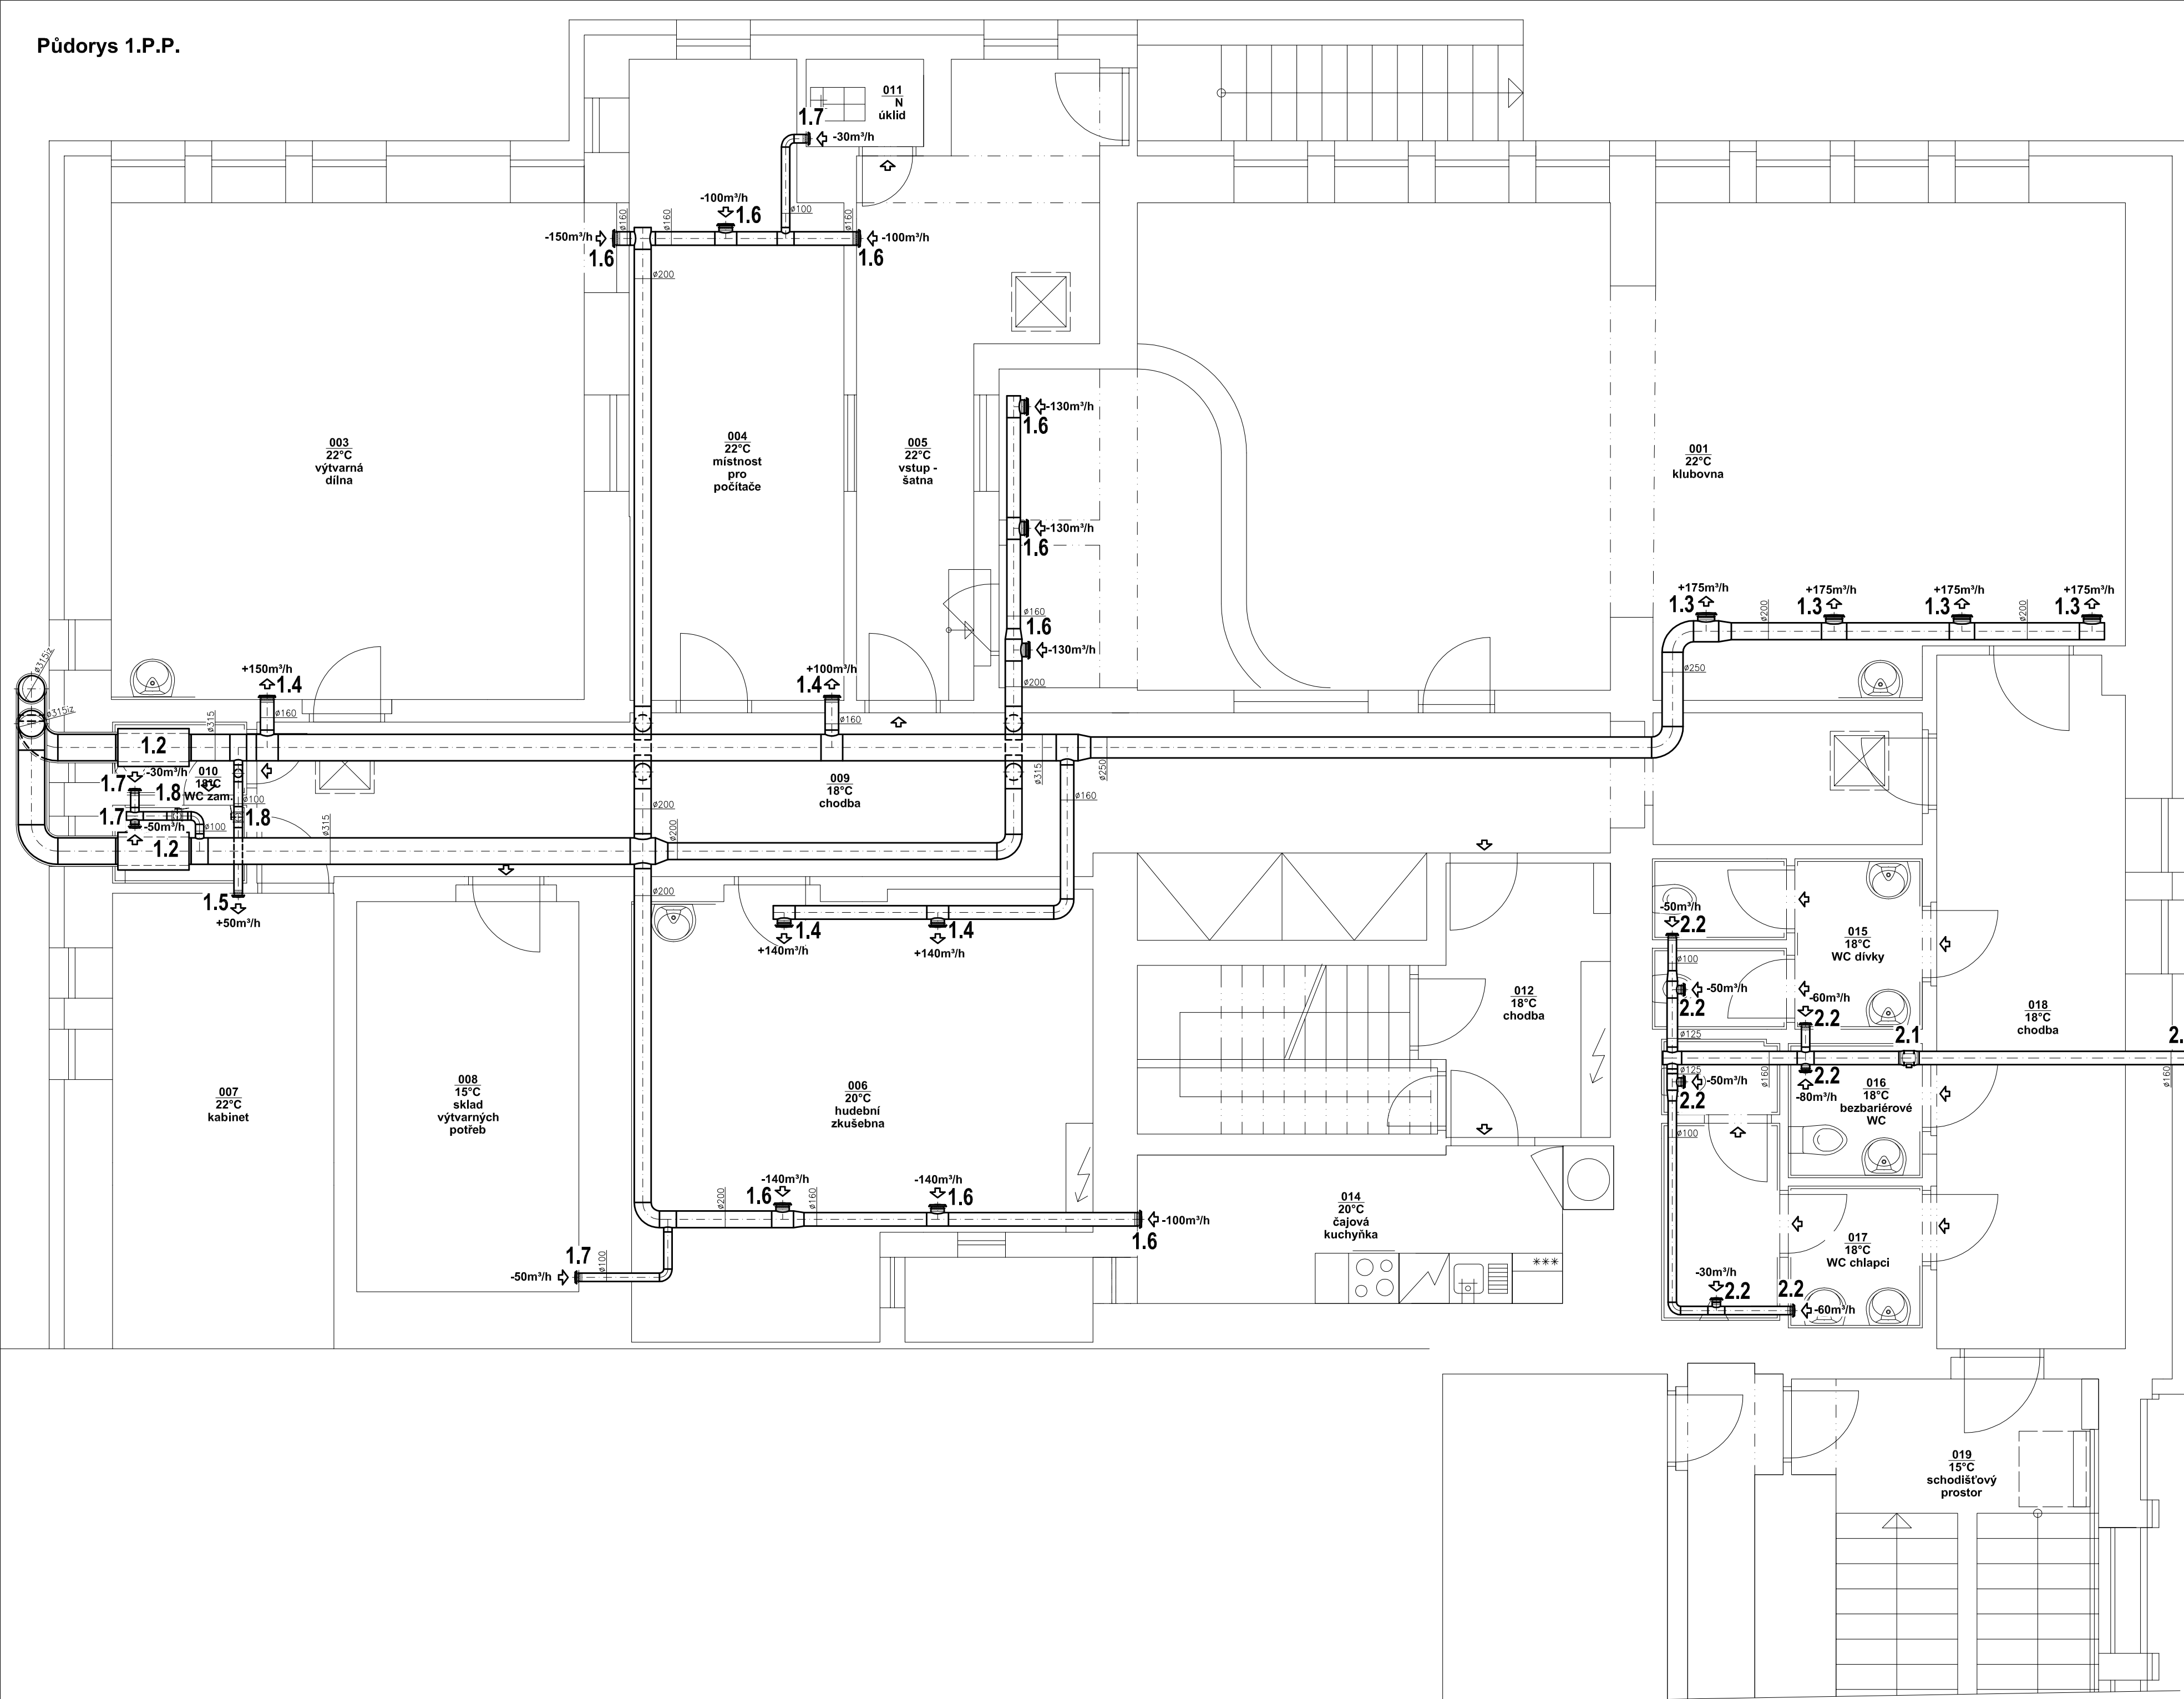 Půdorys 1.P.P.
011
N
úklid
1.7
-30m³/h
-100m³/h
1.6
ø100
ø160
ø160
ø160
-150m³/h
-100m³/h
1.6
1.6
ø200
-130m³/h
1.6
003
22°C
výtvarná
dílna
004
22°C
místnost
pro
počítače
005
22°C
vstup -
šatna
001
22°C
klubovna
-130m³/h
1.6
ø160
1.6
-130m³/h
ø200
+175m³/h
1.3
+175m³/h
1.3
+175m³/h
1.3
+175m³/h
1.3
ø200
ø200
ø250
ø315iz
ø315iz
+150m³/h
1.4
ø160
ø315
+100m³/h
1.4
ø160
1.2
1.7
-30m³/h
010
18°C
WC zam.
1.8
ø100
1.7
-50m³/h
ø100
1.8
1.2
ø315
009
18°C
chodba
ø200
ø200
ø315
ø250
ø160
1.5
+50m³/h
ø200
1.4
+140m³/h
1.4
+140m³/h
-50m³/h
2.2
ø100
015
18°C
WC dívky
-50m³/h
2.2
-60m³/h
2.2
012
18°C
chodba
018
18°C
chodba
ø125
2.1
2.
ø125
-50m³/h
2.2
ø160
2.2
-80m³/h
016
18°C
bezbariérové
WC
ø160
ø100
007
22°C
kabinet
008
15°C
sklad
výtvarných
potřeb
006
20°C
hudební
zkušebna
-140m³/h
1.6
ø200
ø160
-140m³/h
1.6
-100m³/h
1.6
014
20°C
čajová
kuchyňka
***
017
18°C
WC chlapci
1.7
-50m³/h
ø100
-30m³/h
2.2
2.2
-60m³/h
019
15°C
schodišťový
prostor